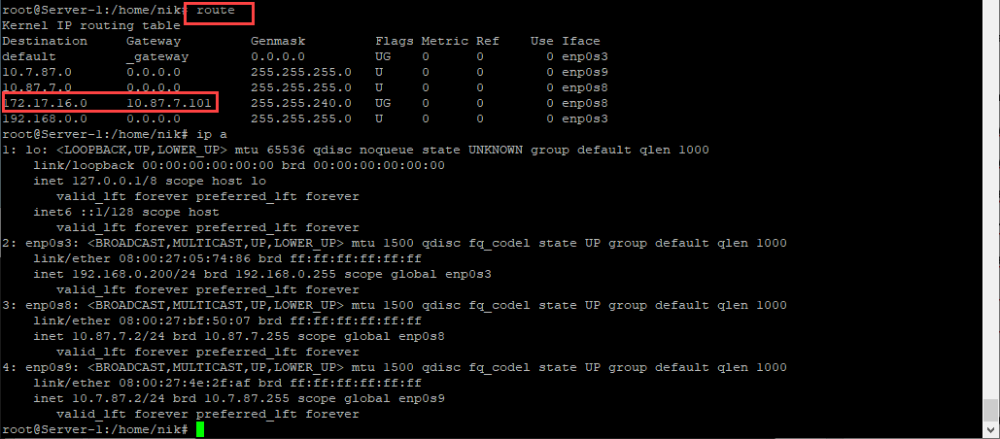 root@Server-1:/home/nik# route
Kernel IP routing table
Destination     Gateway         Genmask         Flags Metric Ref    Use Iface
default         _gateway        0.0.0.0         UG    0      0        0 enp0s3
10.7.87.0       0.0.0.0         255.255.255.0   U     0      0        0 enp0s9
10.87.7.0       0.0.0.0         255.255.255.0   U     0      0        0 enp0s8
172.17.16.0     10.87.7.101     255.255.240.0   UG    0      0        0 enp0s8
192.168.0.0     0.0.0.0         255.255.255.0   U     0      0        0 enp0s3
root@Server-1:/home/nik# ip a
1: lo: <LOOPBACK,UP,LOWER_UP> mtu 65536 qdisc noqueue state UNKNOWN group default qlen 1000
    link/loopback 00:00:00:00:00:00 brd 00:00:00:00:00:00
    inet 127.0.0.1/8 scope host lo
       valid_lft forever preferred_lft forever
    inet6 ::1/128 scope host
       valid_lft forever preferred_lft forever
2: enp0s3: <BROADCAST,MULTICAST,UP,LOWER_UP> mtu 1500 qdisc fq_codel state UP group default qlen 1000
    link/ether 08:00:27:05:74:86 brd ff:ff:ff:ff:ff:ff
    inet 192.168.0.200/24 brd 192.168.0.255 scope global enp0s3
       valid_lft forever preferred_lft forever
3: enp0s8: <BROADCAST,MULTICAST,UP,LOWER_UP> mtu 1500 qdisc fq_codel state UP group default qlen 1000
    link/ether 08:00:27:bf:50:07 brd ff:ff:ff:ff:ff:ff
    inet 10.87.7.2/24 brd 10.87.7.255 scope global enp0s8
       valid_lft forever preferred_lft forever
4: enp0s9: <BROADCAST,MULTICAST,UP,LOWER_UP> mtu 1500 qdisc fq_codel state UP group default qlen 1000
    link/ether 08:00:27:4e:2f:af brd ff:ff:ff:ff:ff:ff
    inet 10.7.87.2/24 brd 10.7.87.255 scope global enp0s9
       valid_lft forever preferred_lft forever
root@Server-1:/home/nik#